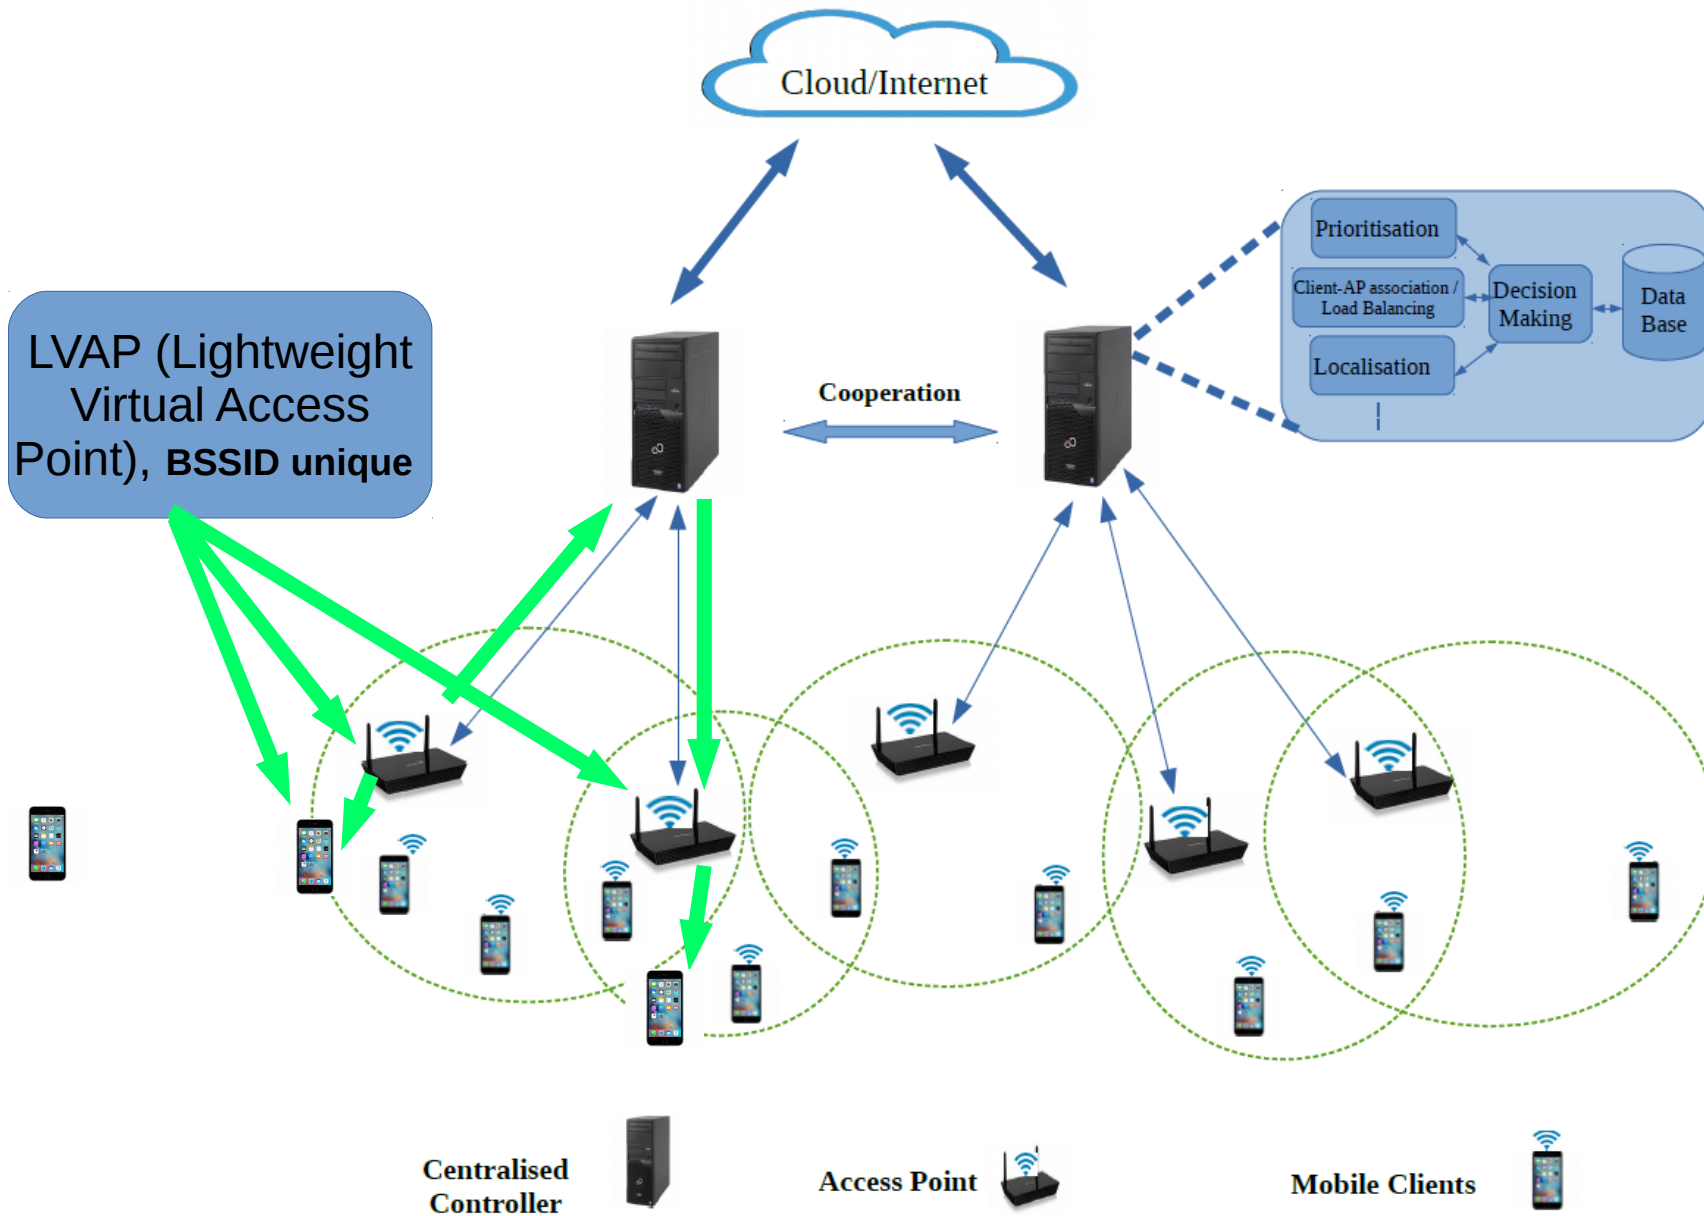 Cloud/Internet
Prioritisation
Client-AP association /
Load Balancing
Decision
Making
Data
Base
Localisation
LVAP (Lightweight
Virtual Access
Point), BSSID unique
Cooperation
Centralised
Controller
Access Point
Mobile Clients